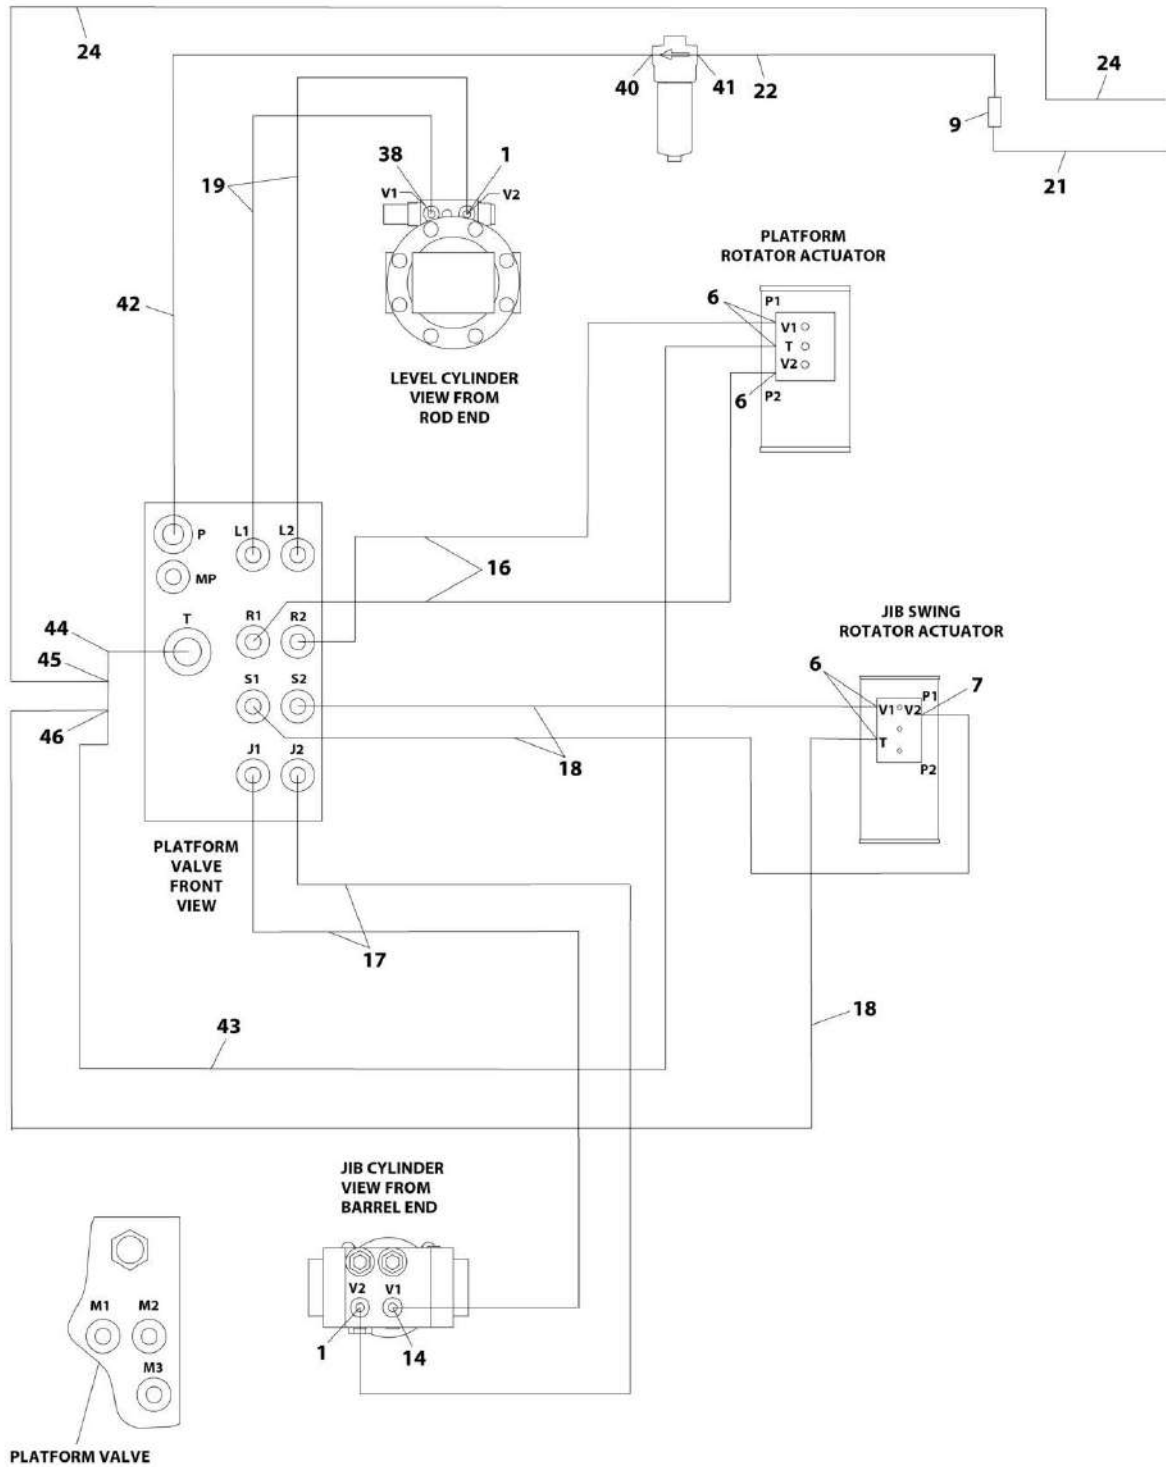 24
40
41
22
24
9
21
38
1
19
V1
V2
PLATFORM
ROTATOR ACTUATOR
42
6
P1
V1
T
V2
6
P2
LEVEL CYLINDER
VIEW FROM
ROD END
P
L1
L2
MP
16
T
R1
R2
44
45
46
S1
S2
JIB SWING
ROTATOR ACTUATOR
6
7
P1
V1
V2
T
P2
18
J1
J2
PLATFORM
VALVE
FRONT
VIEW
17
18
43
JIB CYLINDER
VIEW FROM
BARREL END
V2
V1
1
14
M1
M2
M3
PLATFORM VALVE